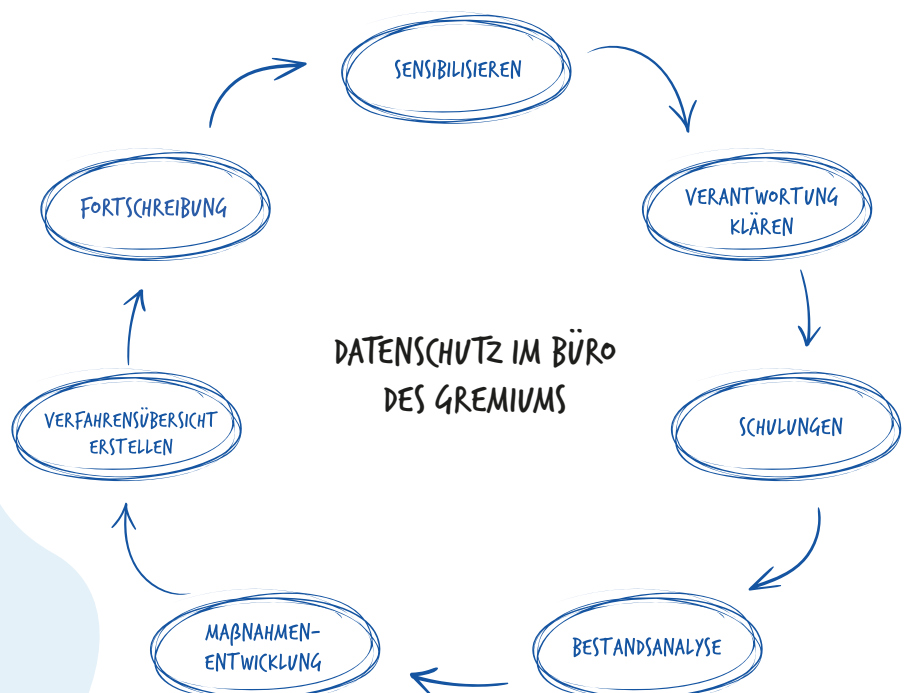 SENSIBILISIEREN
VERANTWORTUNG
KLÄREN
SCHULUNGEN
BESTANDSANALYSE
MAßNAHMEN-
ENTWICKLUNG
VERFAHRENSÜBERSICHT
ERSTELLEN
FORTSCHREIBUNG
DATENSCHUTZ IM BÜRO
DES GREMIUMS